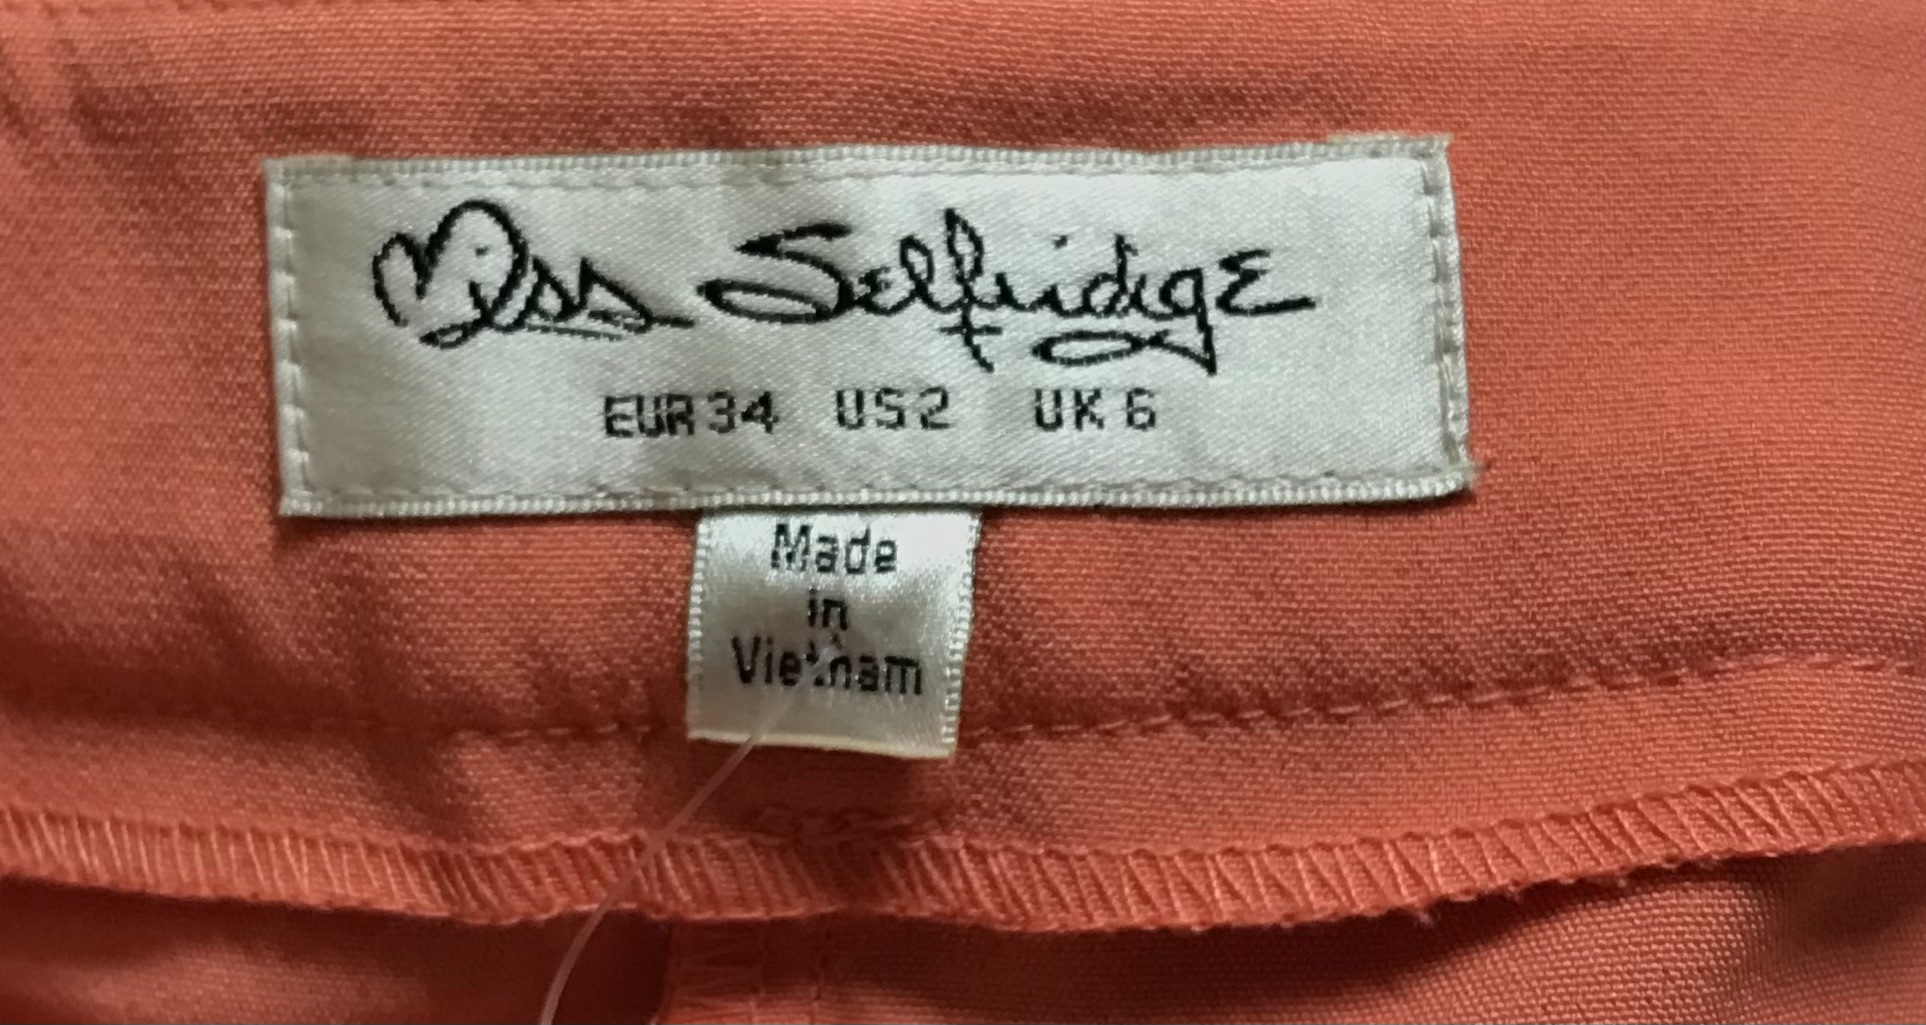 Miss Selfridge
EUR 34 US 2 UK 6
Made
in
Vietnam